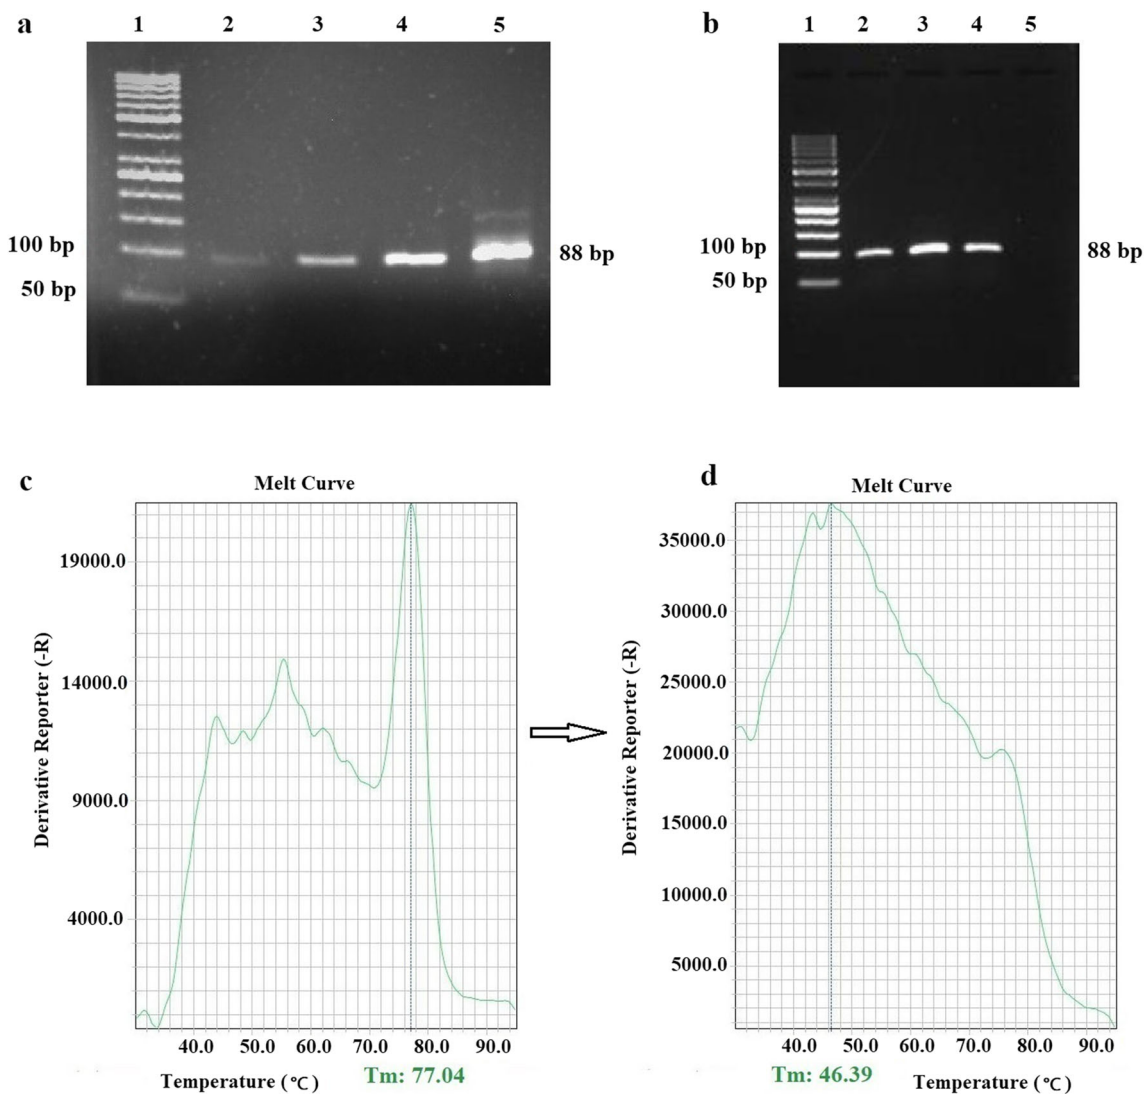 a
1 2 3 4 5
100 bp
50 bp
88 bp
b
1 2 3 4 5
100 bp
50 bp
88 bp
c
Melt Curve
Derivative Reporter (-R)
19000.0
14000.0
9000.0
4000.0
40.0 50.0 60.0 70.0 80.0 90.0
Temperature (℃)
Tm: 77.04
d
Melt Curve
Derivative Reporter (-R)
35000.0
30000.0
25000.0
20000.0
15000.0
10000.0
5000.0
40.0 50.0 60.0 70.0 80.0 90.0
Tm: 46.39
Temperature (℃)